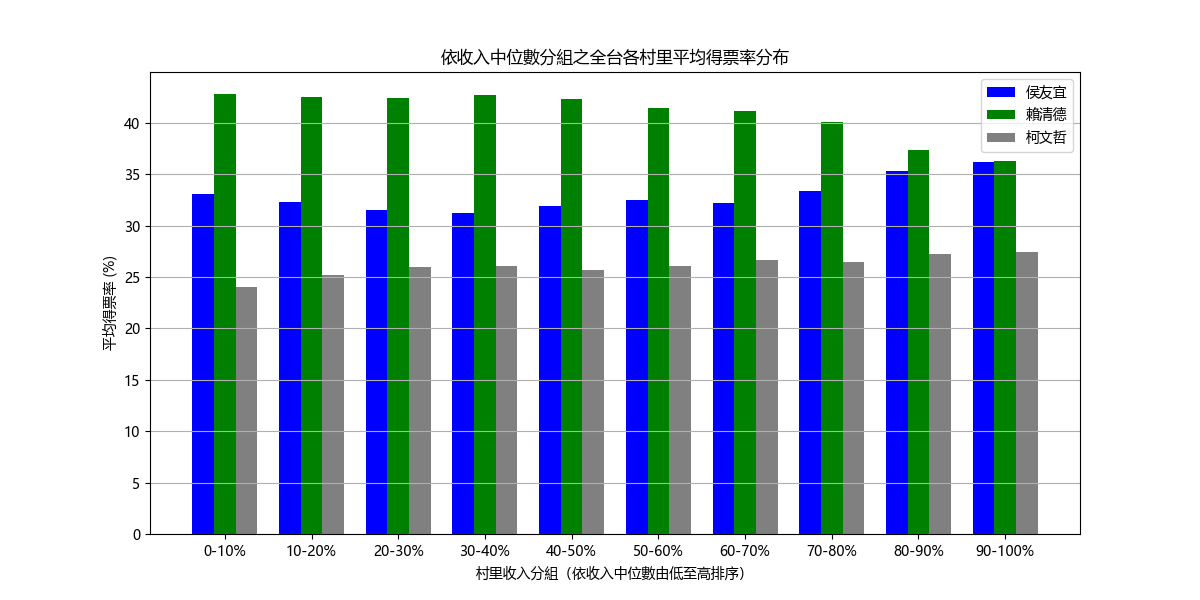 依收入中位數分組之全台各村里平均得票率分布
侯友宜
賴清德
柯文哲
平均得票率 (%)
40
35
30
25
20
15
10
5
0
0-10% 10-20% 20-30% 30-40% 40-50% 50-60% 60-70% 70-80% 80-90% 90-100%
村里收入分組（依收入中位數由低至高排序）